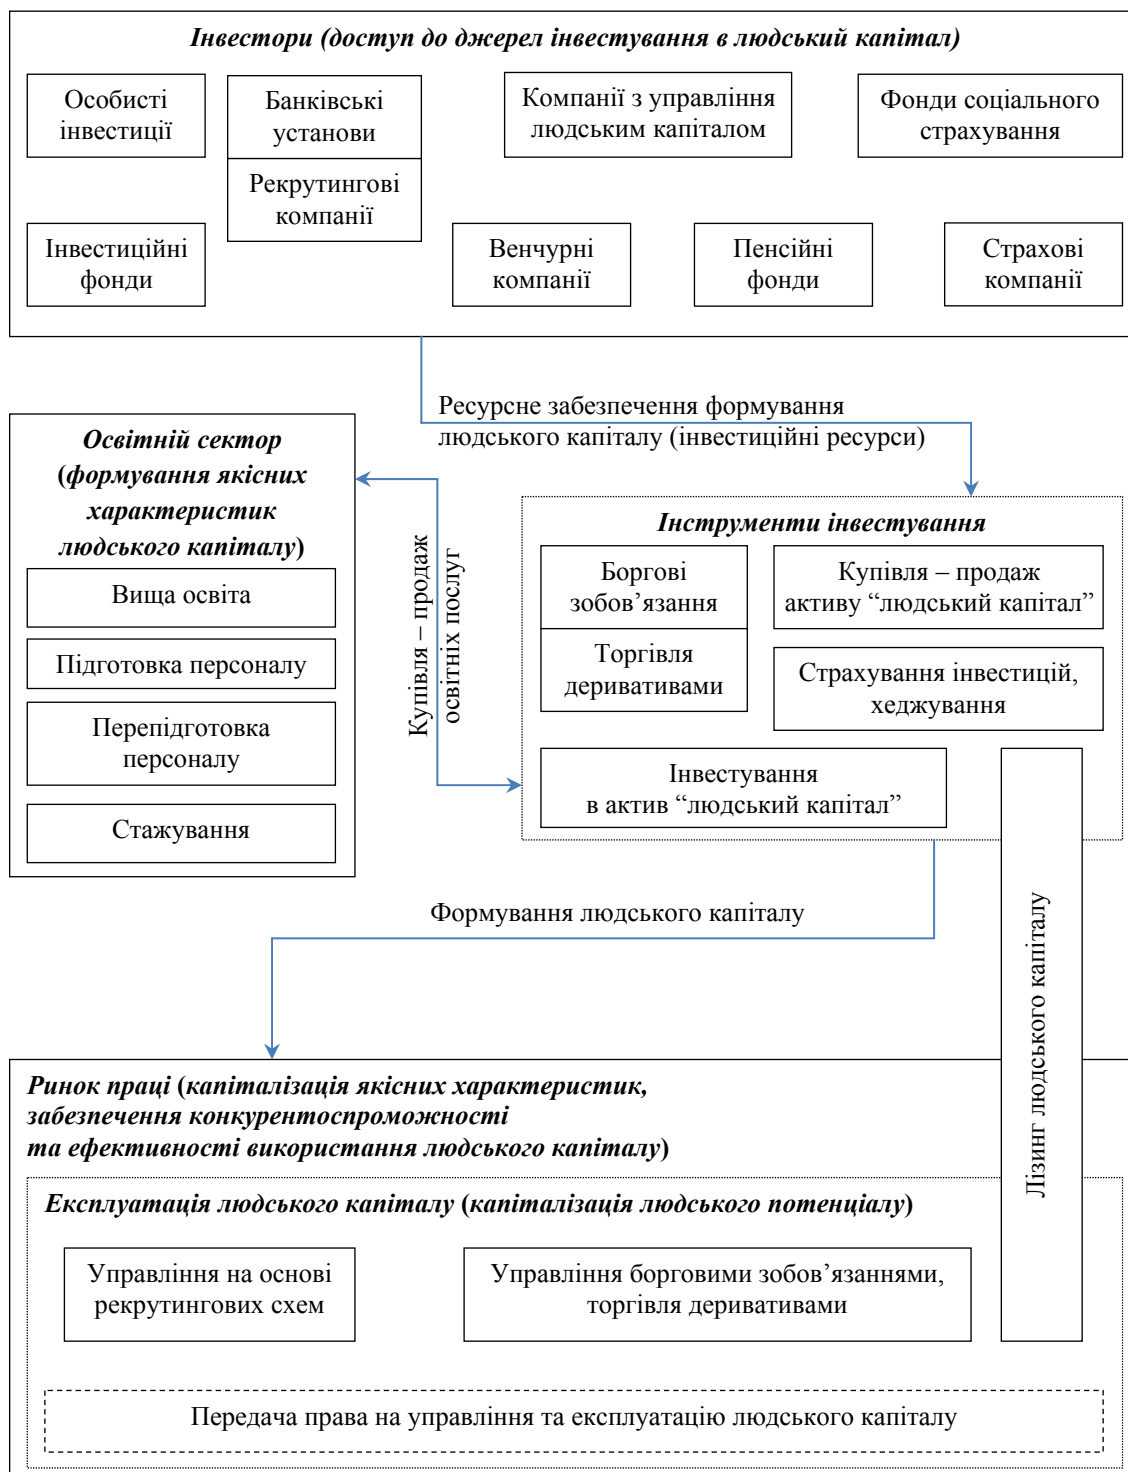 Інвестори (доступ до джерел інвестування в людський капітал)
Особисті
інвестиції
Банківські
установи
Компанії з управління
людським капіталом
Фонди соціального
страхування
Рекрутингові
компанії
Інвестиційні
фонди
Венчурні
компанії
Пенсійні
фонди
Страхові
компанії
Ресурсне забезпечення формування
людського капіталу (інвестиційні ресурси)
Освітній сектор
(формування якісних
характеристик
людського капіталу)
Вища освіта
Підготовка персоналу
Перепідготовка
персоналу
Стажування
Купівля – продаж
освітніх послуг
Інструменти інвестування
Боргові
зобов’язання
Купівля – продаж
активу “людський капітал”
Торгівля
деривативами
Страхування інвестицій,
хеджування
Інвестування
в актив “людський капітал”
Лізинг людського капіталу
Формування людського капіталу
Ринок праці (капіталізація якісних характеристик,
забезпечення конкурентоспроможності
та ефективності використання людського капіталу)
Експлуатація людського капіталу (капіталізація людського потенціалу)
Управління на основі
рекрутингових схем
Управління борговими зобов’язаннями,
торгівля деривативами
Передача права на управління та експлуатацію людського капіталу